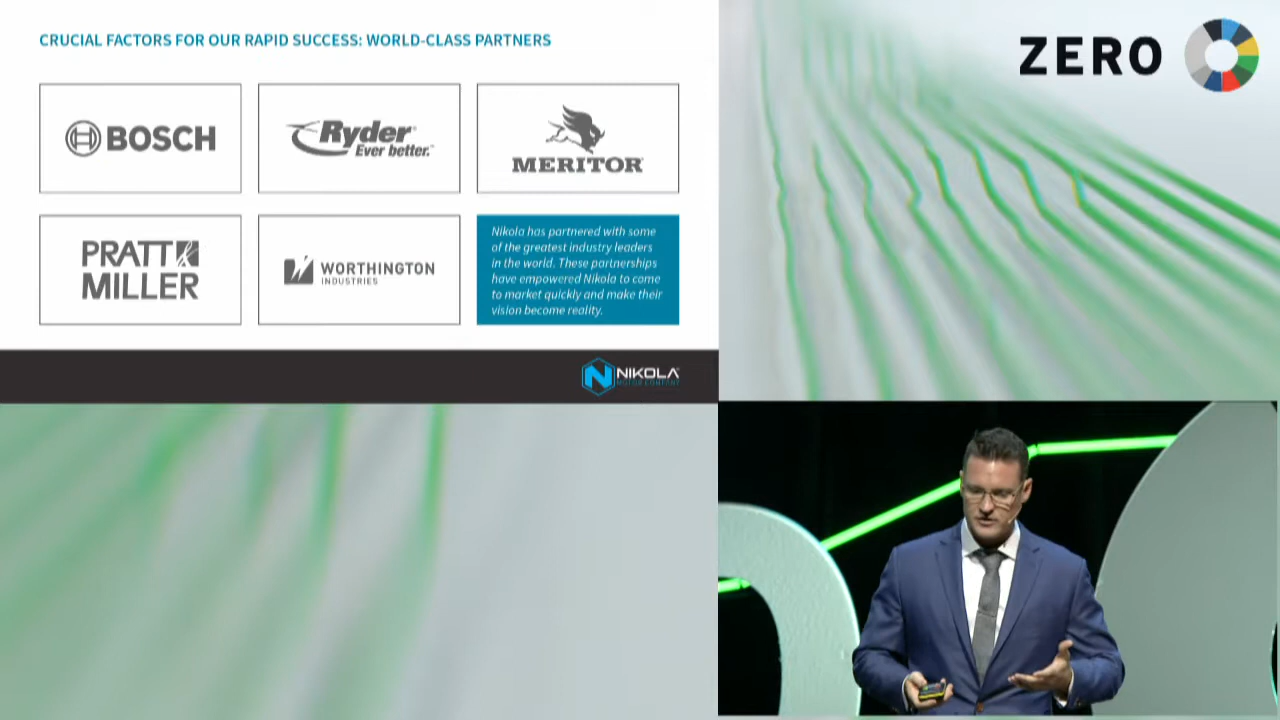 CRUCIAL FACTORS FOR OUR RAPID SUCCESS: WORLD-CLASS PARTNERS
BOSCH
Ryder
Ever better.
MERITOR
PRATT
MILLER
WORTHINGTON
INDUSTRIES
Nikola has partnered with some
of the greatest industry leaders
in the world. These partnerships
have empowered Nikola to come
to market quickly and make their
vision become reality.
NIKOLA
MOTOR COMPANY
ZERO